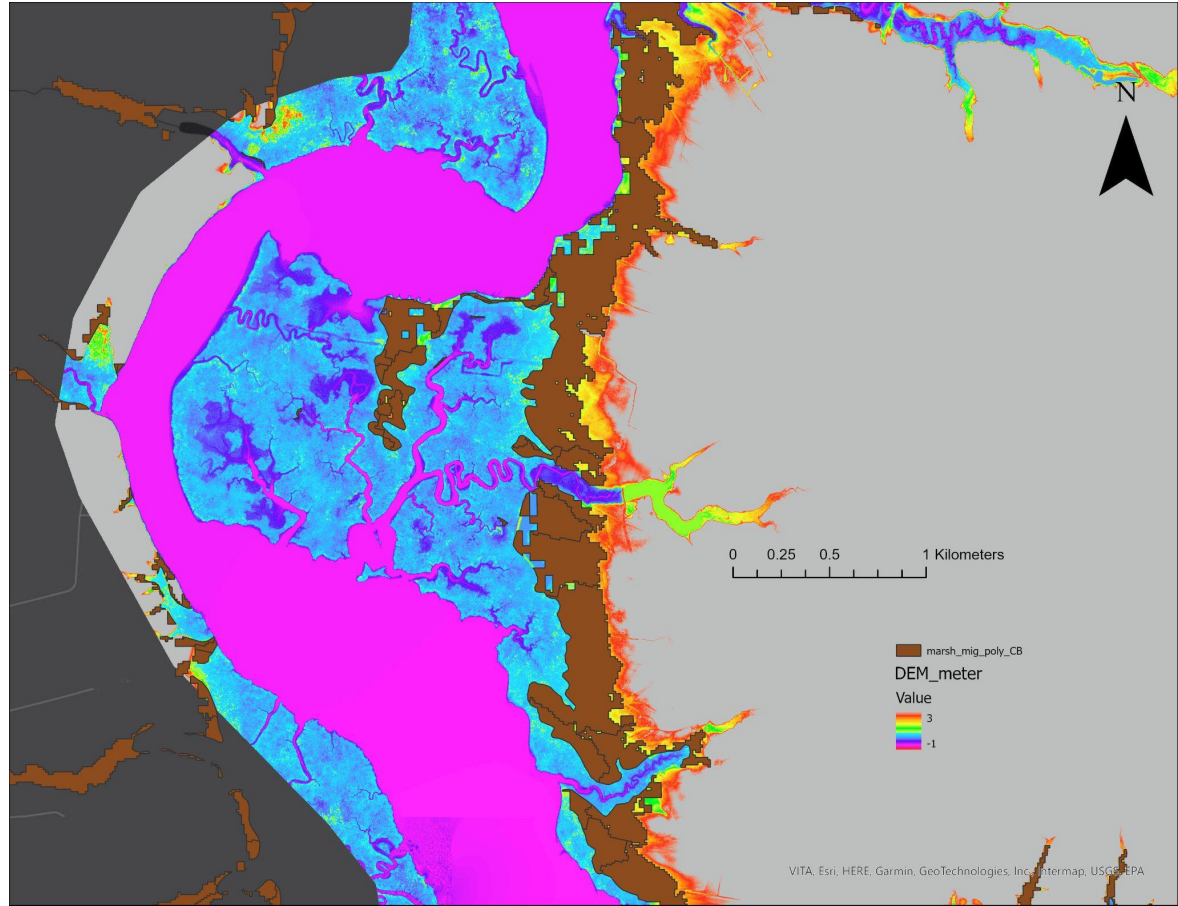 N
0 0.25 0.5 1 Kilometers
marsh_mig_poly_CB
DEM_meter
Value
3
-1
VITA, Esri, HERE, Garmin, GeoTechnologies, Inc., Intermap, USGS, EPA